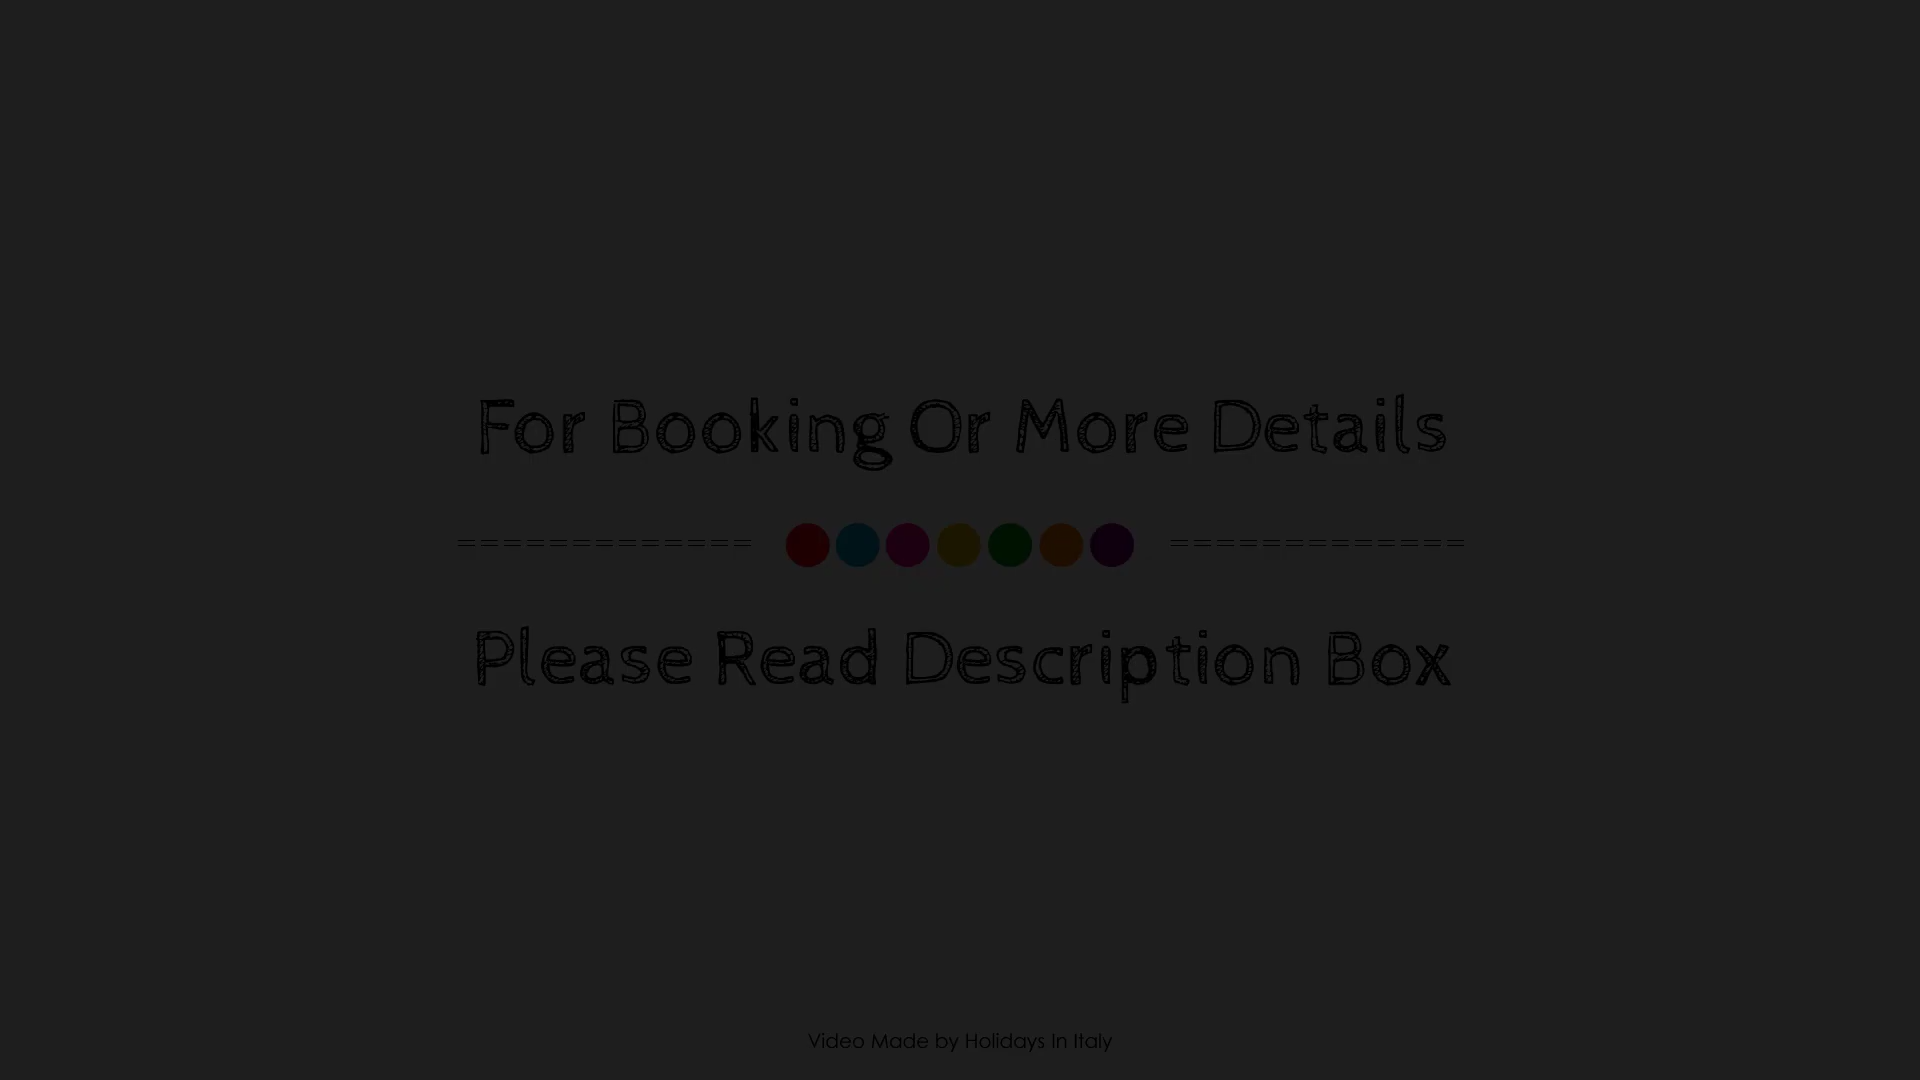 For Booking Or More Details
============= =============
Please Read Description Box
Video Made by Holidays In Italy